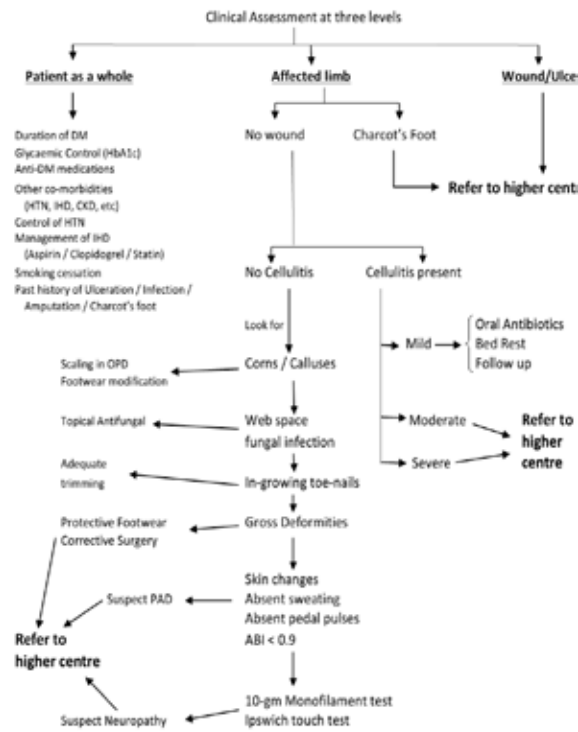 Clinical Assessment at three levels
Patient as a whole
Affected limb
Wound/Ulce
Duration of DM
Glycaemic Control (HbA1c)
Anti-DM medications
Other co-morbidities
(HTN, IHD, CKD, etc)
Control of HTN
Management of IHD
(Aspirin / Clopidogrel / Statin)
Smoking cessation
Past history of Ulceration / Infection /
/ Amputation / Charcot's foot
No wound
Charcot's Foot
Refer to higher centr
No Cellulitis
Cellulitis present
Look for
Mild
Oral Antibiotics
Bed Rest
Follow up
Scaling in OPD
Footwear modification
Corns / Calluses
Topical Antifungal
Web space
fungal infection
Moderate
Severe
Refer to
higher
centre
Adequate
trimming
In-growing toe-nails
Protective Footwear
Corrective Surgery
Gross Deformities
Suspect PAD
Skin changes
Absent sweating
Absent pedal pulses
ABI < 0.9
Refer to
higher centre
Suspect Neuropathy
10-gm Monofilament test
Ipswich touch test